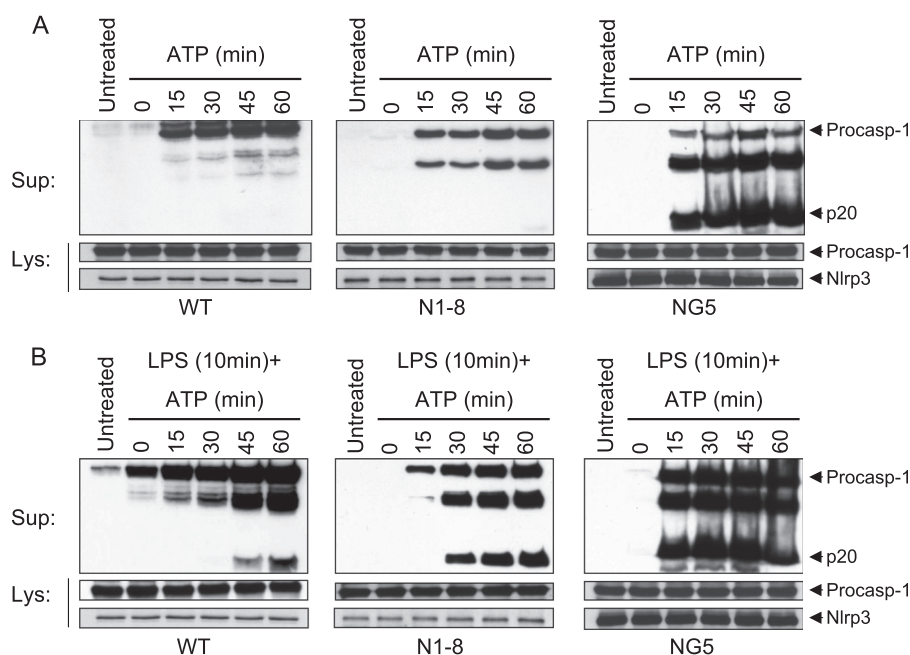 A
Untreated
ATP (min)
0 15 30 45 60
Untreated
ATP (min)
0 15 30 45 60
Untreated
ATP (min)
0 15 30 45 60
Sup:
Procasp-1
p20
Lys:
Procasp-1
Nlrp3
WT
N1-8
NG5
B
Untreated
LPS (10min)+
ATP (min)
0 15 30 45 60
Untreated
LPS (10min)+
ATP (min)
0 15 30 45 60
Untreated
LPS (10min)+
ATP (min)
0 15 30 45 60
Sup:
Procasp-1
p20
Lys:
Procasp-1
Nlrp3
WT
N1-8
NG5